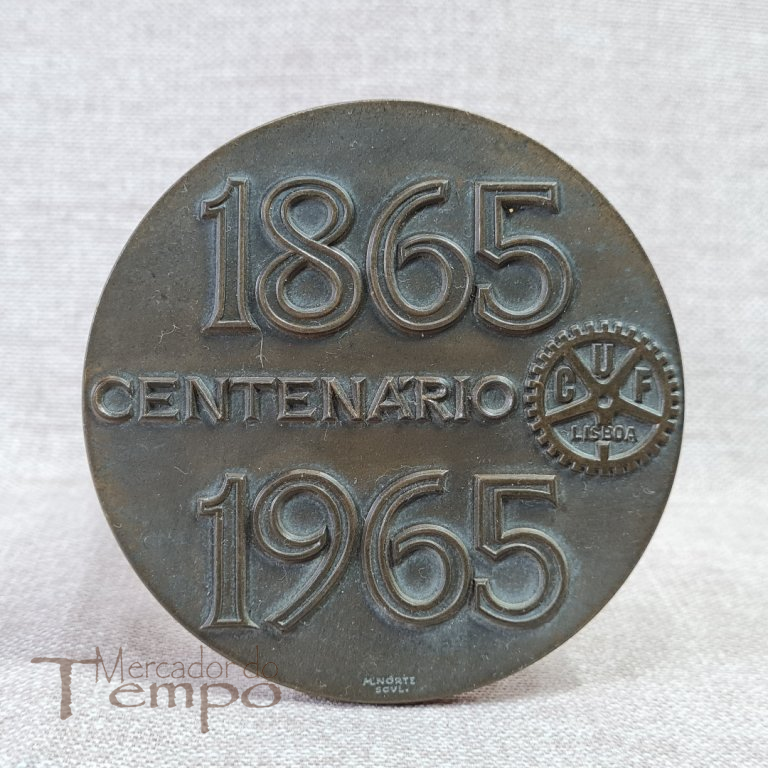 1865
CENTENÁRIO
C U F
LISBOA
1965
M.NORTE
SCVL.
Mercador do
Tempo